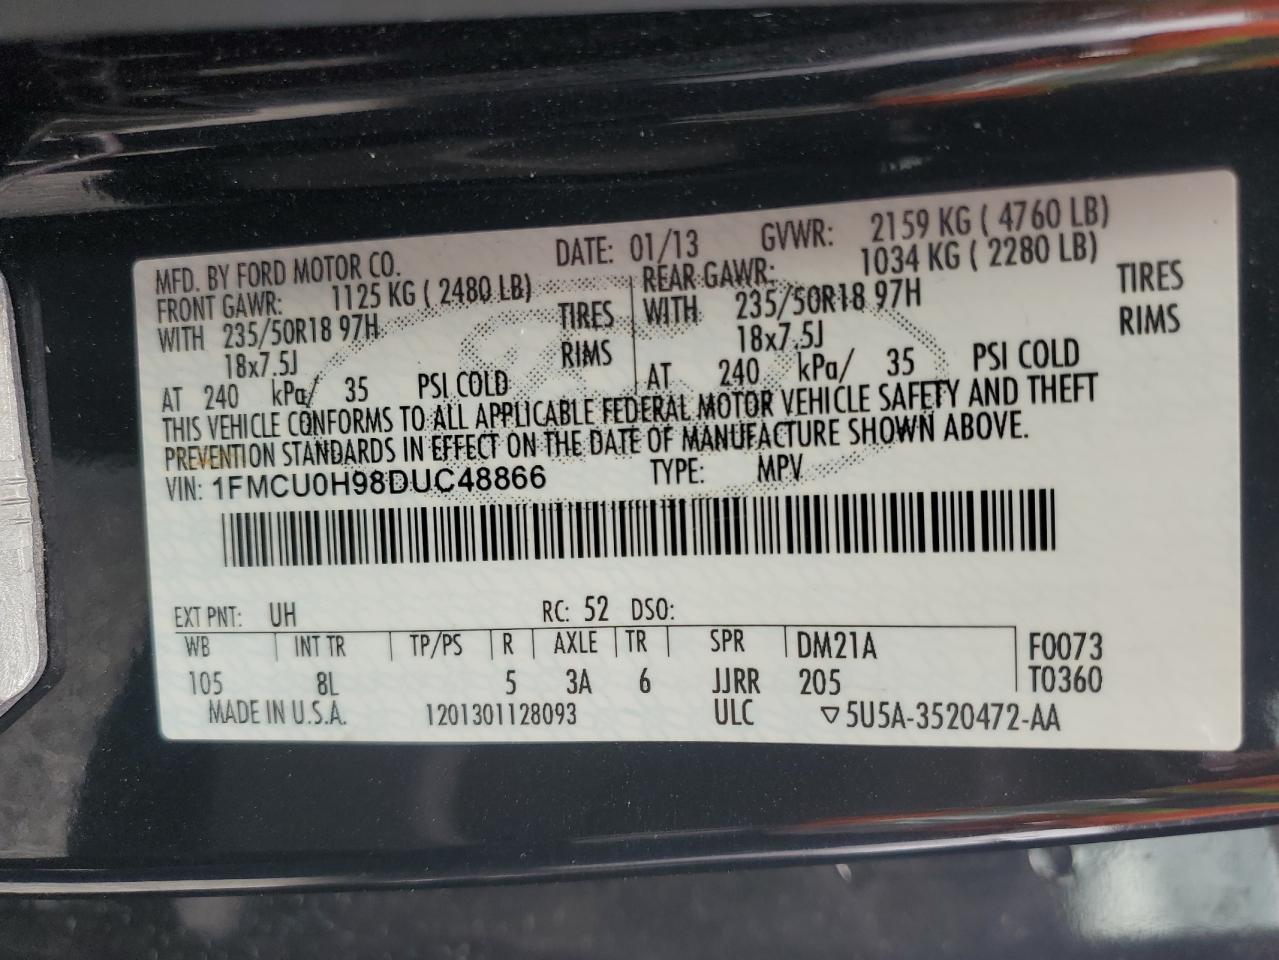 MFD. BY FORD MOTOR CO. DATE: 01/13 GVWR: 2159 KG ( 4760 LB)
FRONT GAWR: 1125 KG ( 2480 LB) REAR GAWR: 1034 KG ( 2280 LB)
WITH 235/50R18 97H TIRES WITH 235/50R18 97H TIRES
18x7.5J RIMS 18x7.5J RIMS
AT 240 kPa/ 35 PSI COLD AT 240 kPa/ 35 PSI COLD
THIS VEHICLE CONFORMS TO ALL APPLICABLE FEDERAL MOTOR VEHICLE SAFETY AND THEFT
PREVENTION STANDARDS IN EFFECT ON THE DATE OF MANUFACTURE SHOWN ABOVE.
VIN: 1FMCU0H98DUC48866 TYPE: MPV
EXT PNT: UH RC: 52 DSO:
WB INT TR TP/PS R AXLE TR SPR DM21A F0073
105 8L 5 3A 6 JJRR 205 T0360
MADE IN U.S.A. 1201301128093 ULC ▽5U5A-3520472-AA